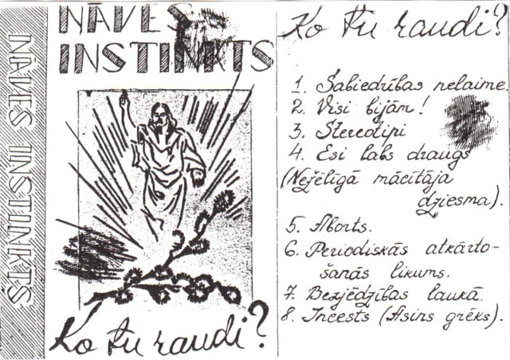 NĀVES INSTINKTS
NĀVES
INSTINKTS
Ko tu raudi?
Ko tu raudi?
1. Sabiedrības nelaime.
2. Visi bijām!
3. Stereotipi
4. Esi labs draugs
(Neželīgā mācītāja
dziesma).
5. Aborts.
6. Periodiskās atkārto-
šanās likums.
7. Bezjēdzības laukā.
8. Incests (Asins grēks).